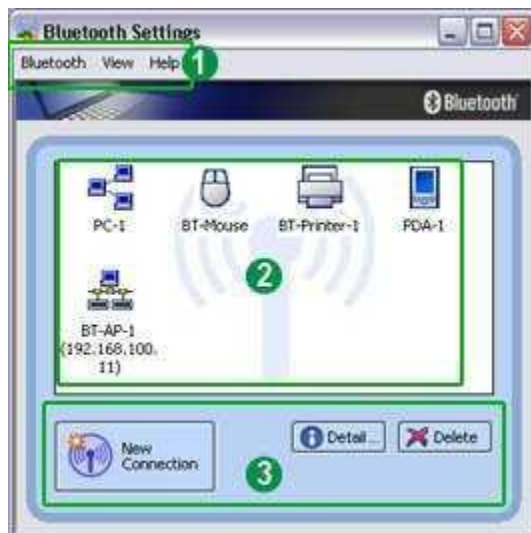 Bluetooth Settings
Bluetooth View Help
1
Bluetooth
PC-1 BT-Mouse BT-Printer-1 PDA-1
2
BT-AP-1
(192.168.100.
11)
New
Connection
Detail... Delete
3